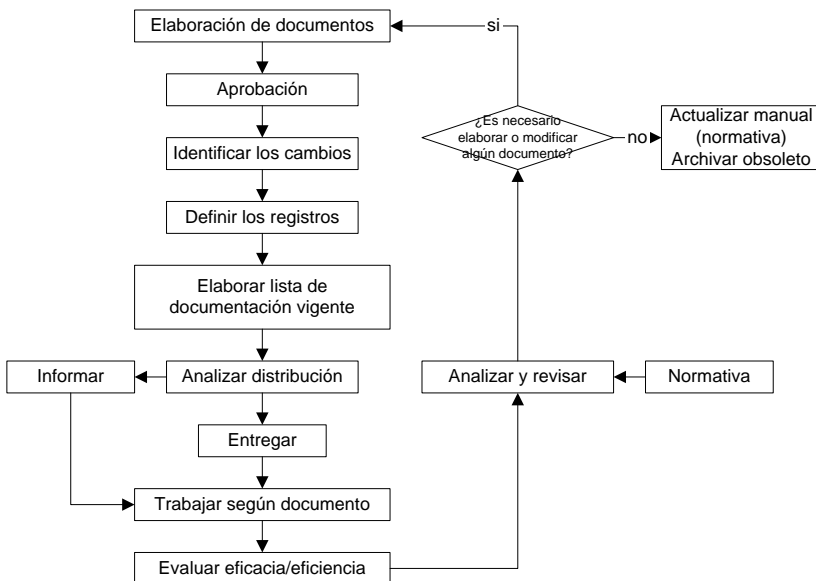 Elaboración de documentos
si
Aprobación
¿Es necesario
elaborar o modificar
algún documento?
no
Actualizar manual
(normativa)
Archivar obsoleto
Identificar los cambios
Definir los registros
Elaborar lista de
documentación vigente
Informar
Analizar distribución
Analizar y revisar
Normativa
Entregar
Trabajar según documento
Evaluar eficacia/eficiencia